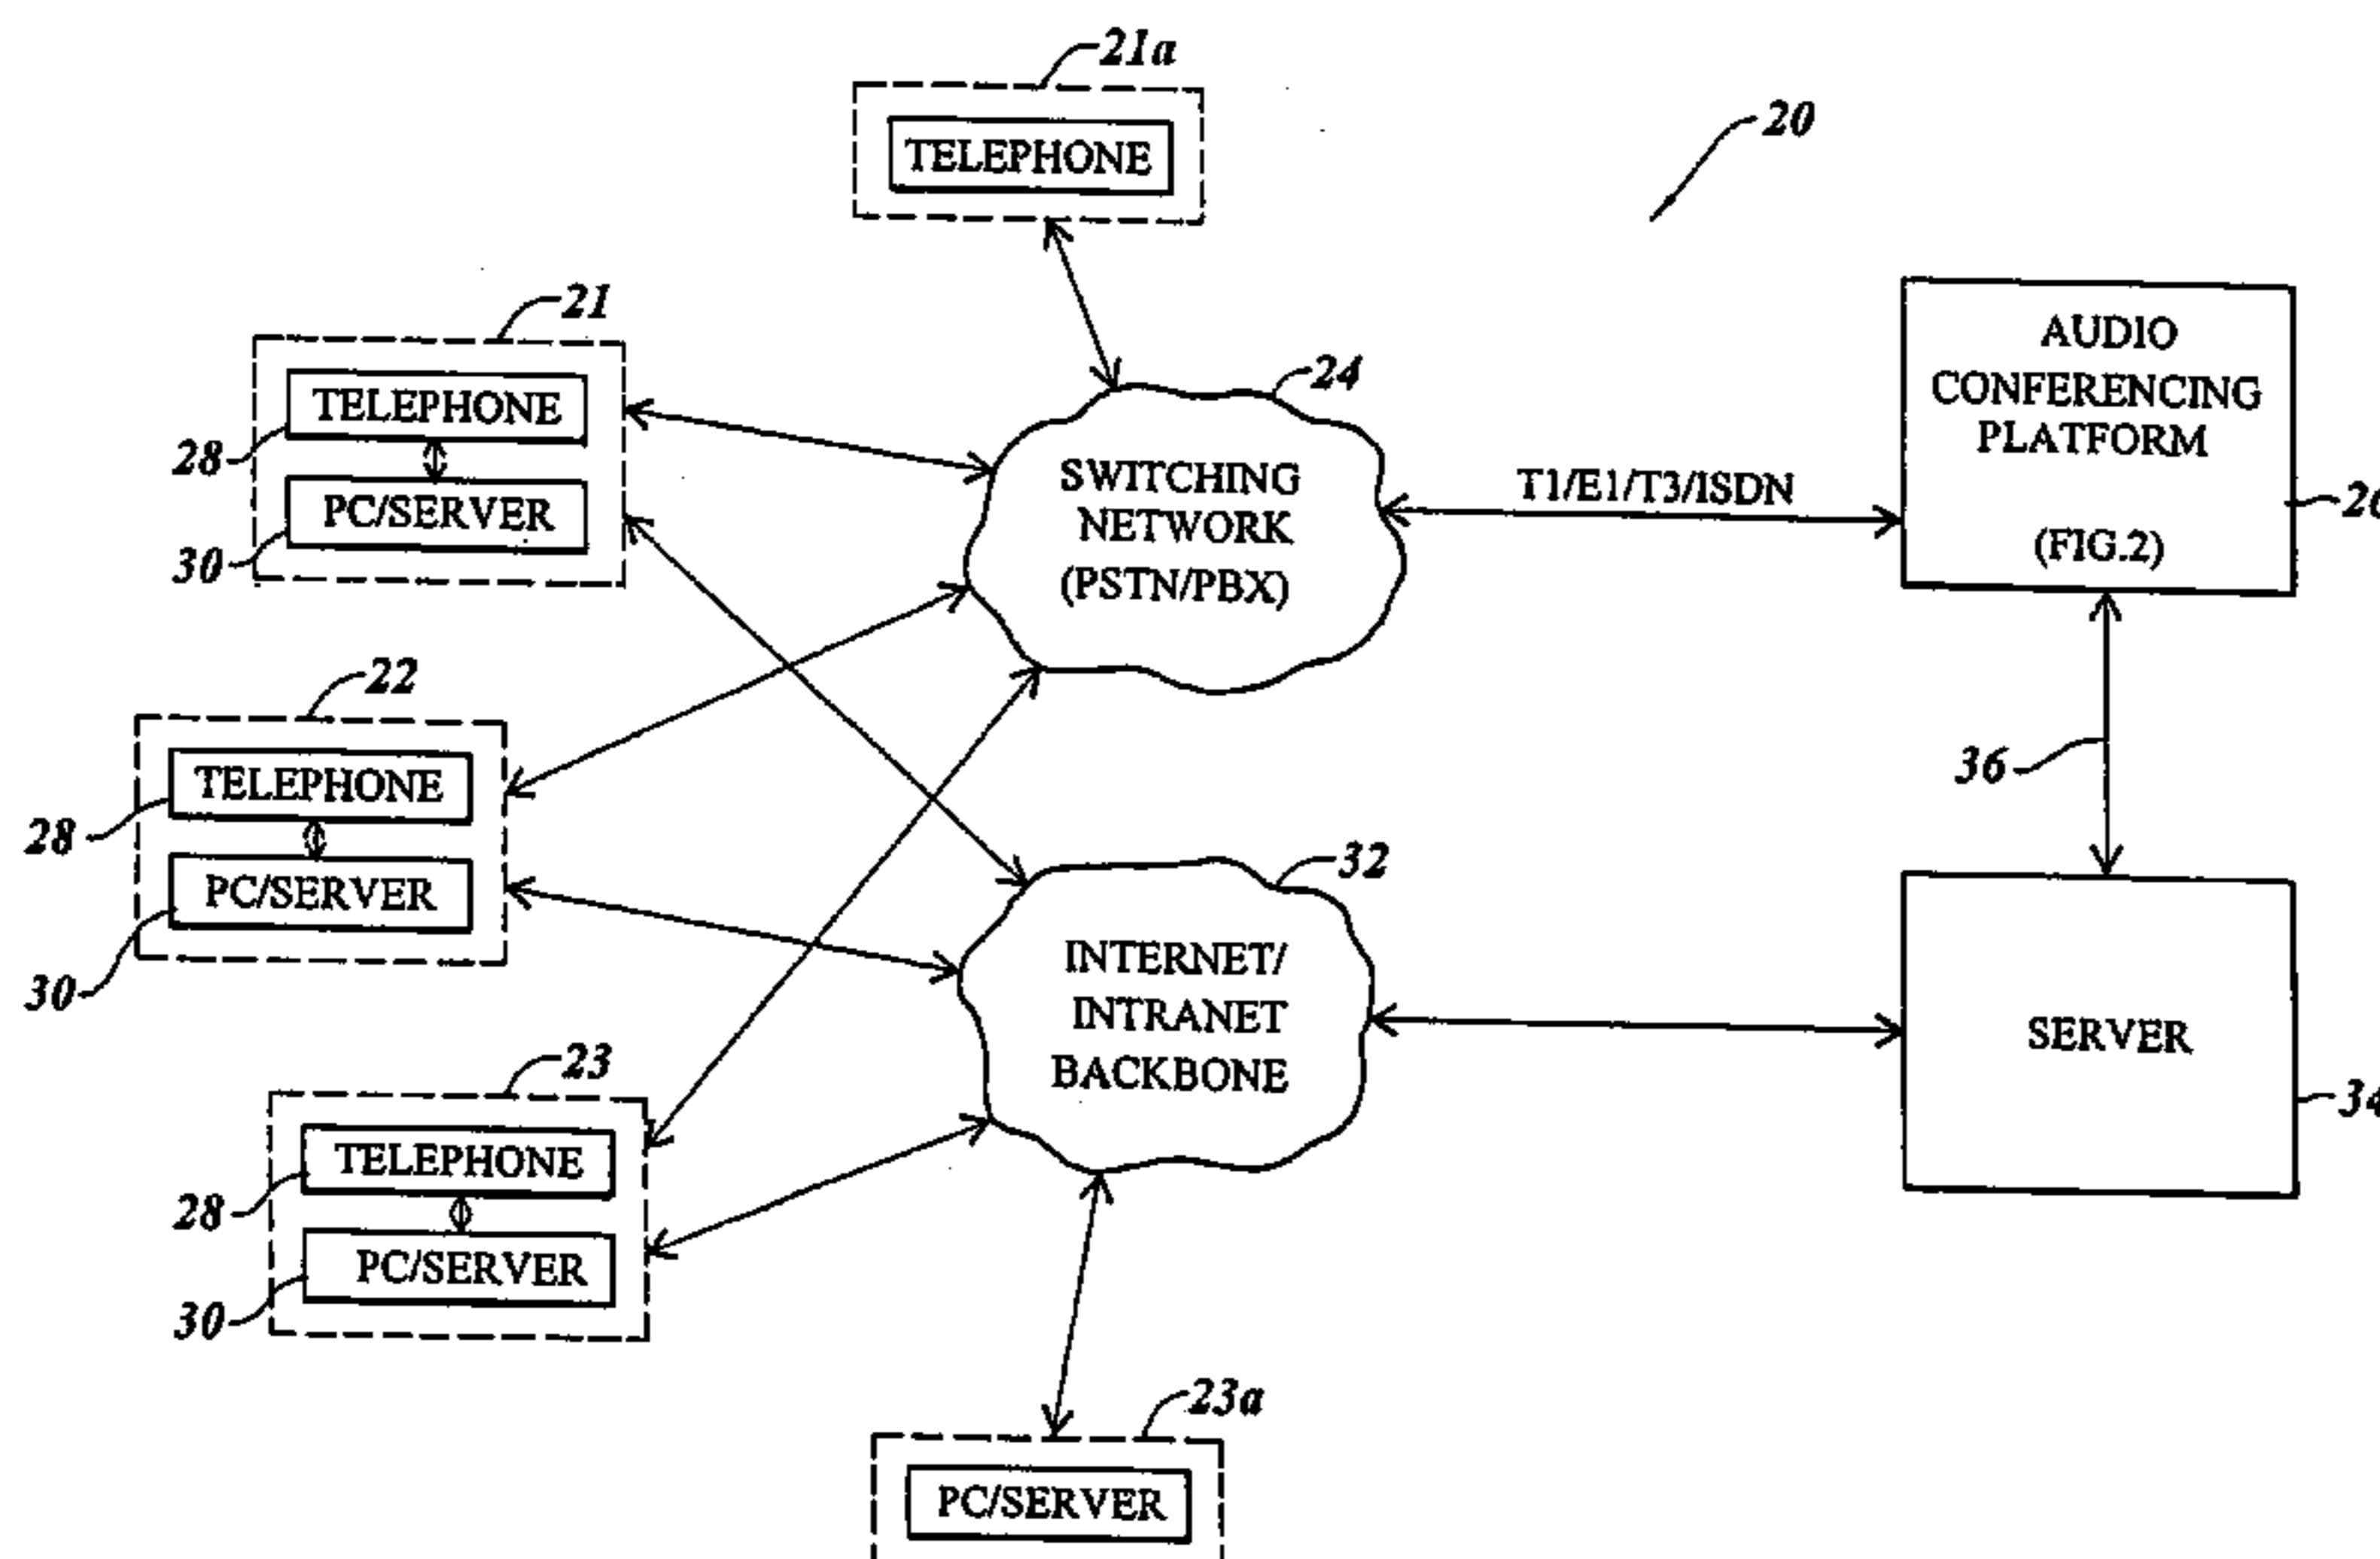 21a
TELEPHONE
20
21
TELEPHONE
28
PC/SERVER
30
24
SWITCHING
NETWORK
(PSTN/PBX)
T1/E1/T3/ISDN
AUDIO
CONFERENCING
PLATFORM
(FIG.2)
22
TELEPHONE
28
PC/SERVER
30
36
32
INTERNET/
INTRANET
BACKBONE
SERVER
34
23
TELEPHONE
28
PC/SERVER
30
23a
PC/SERVER